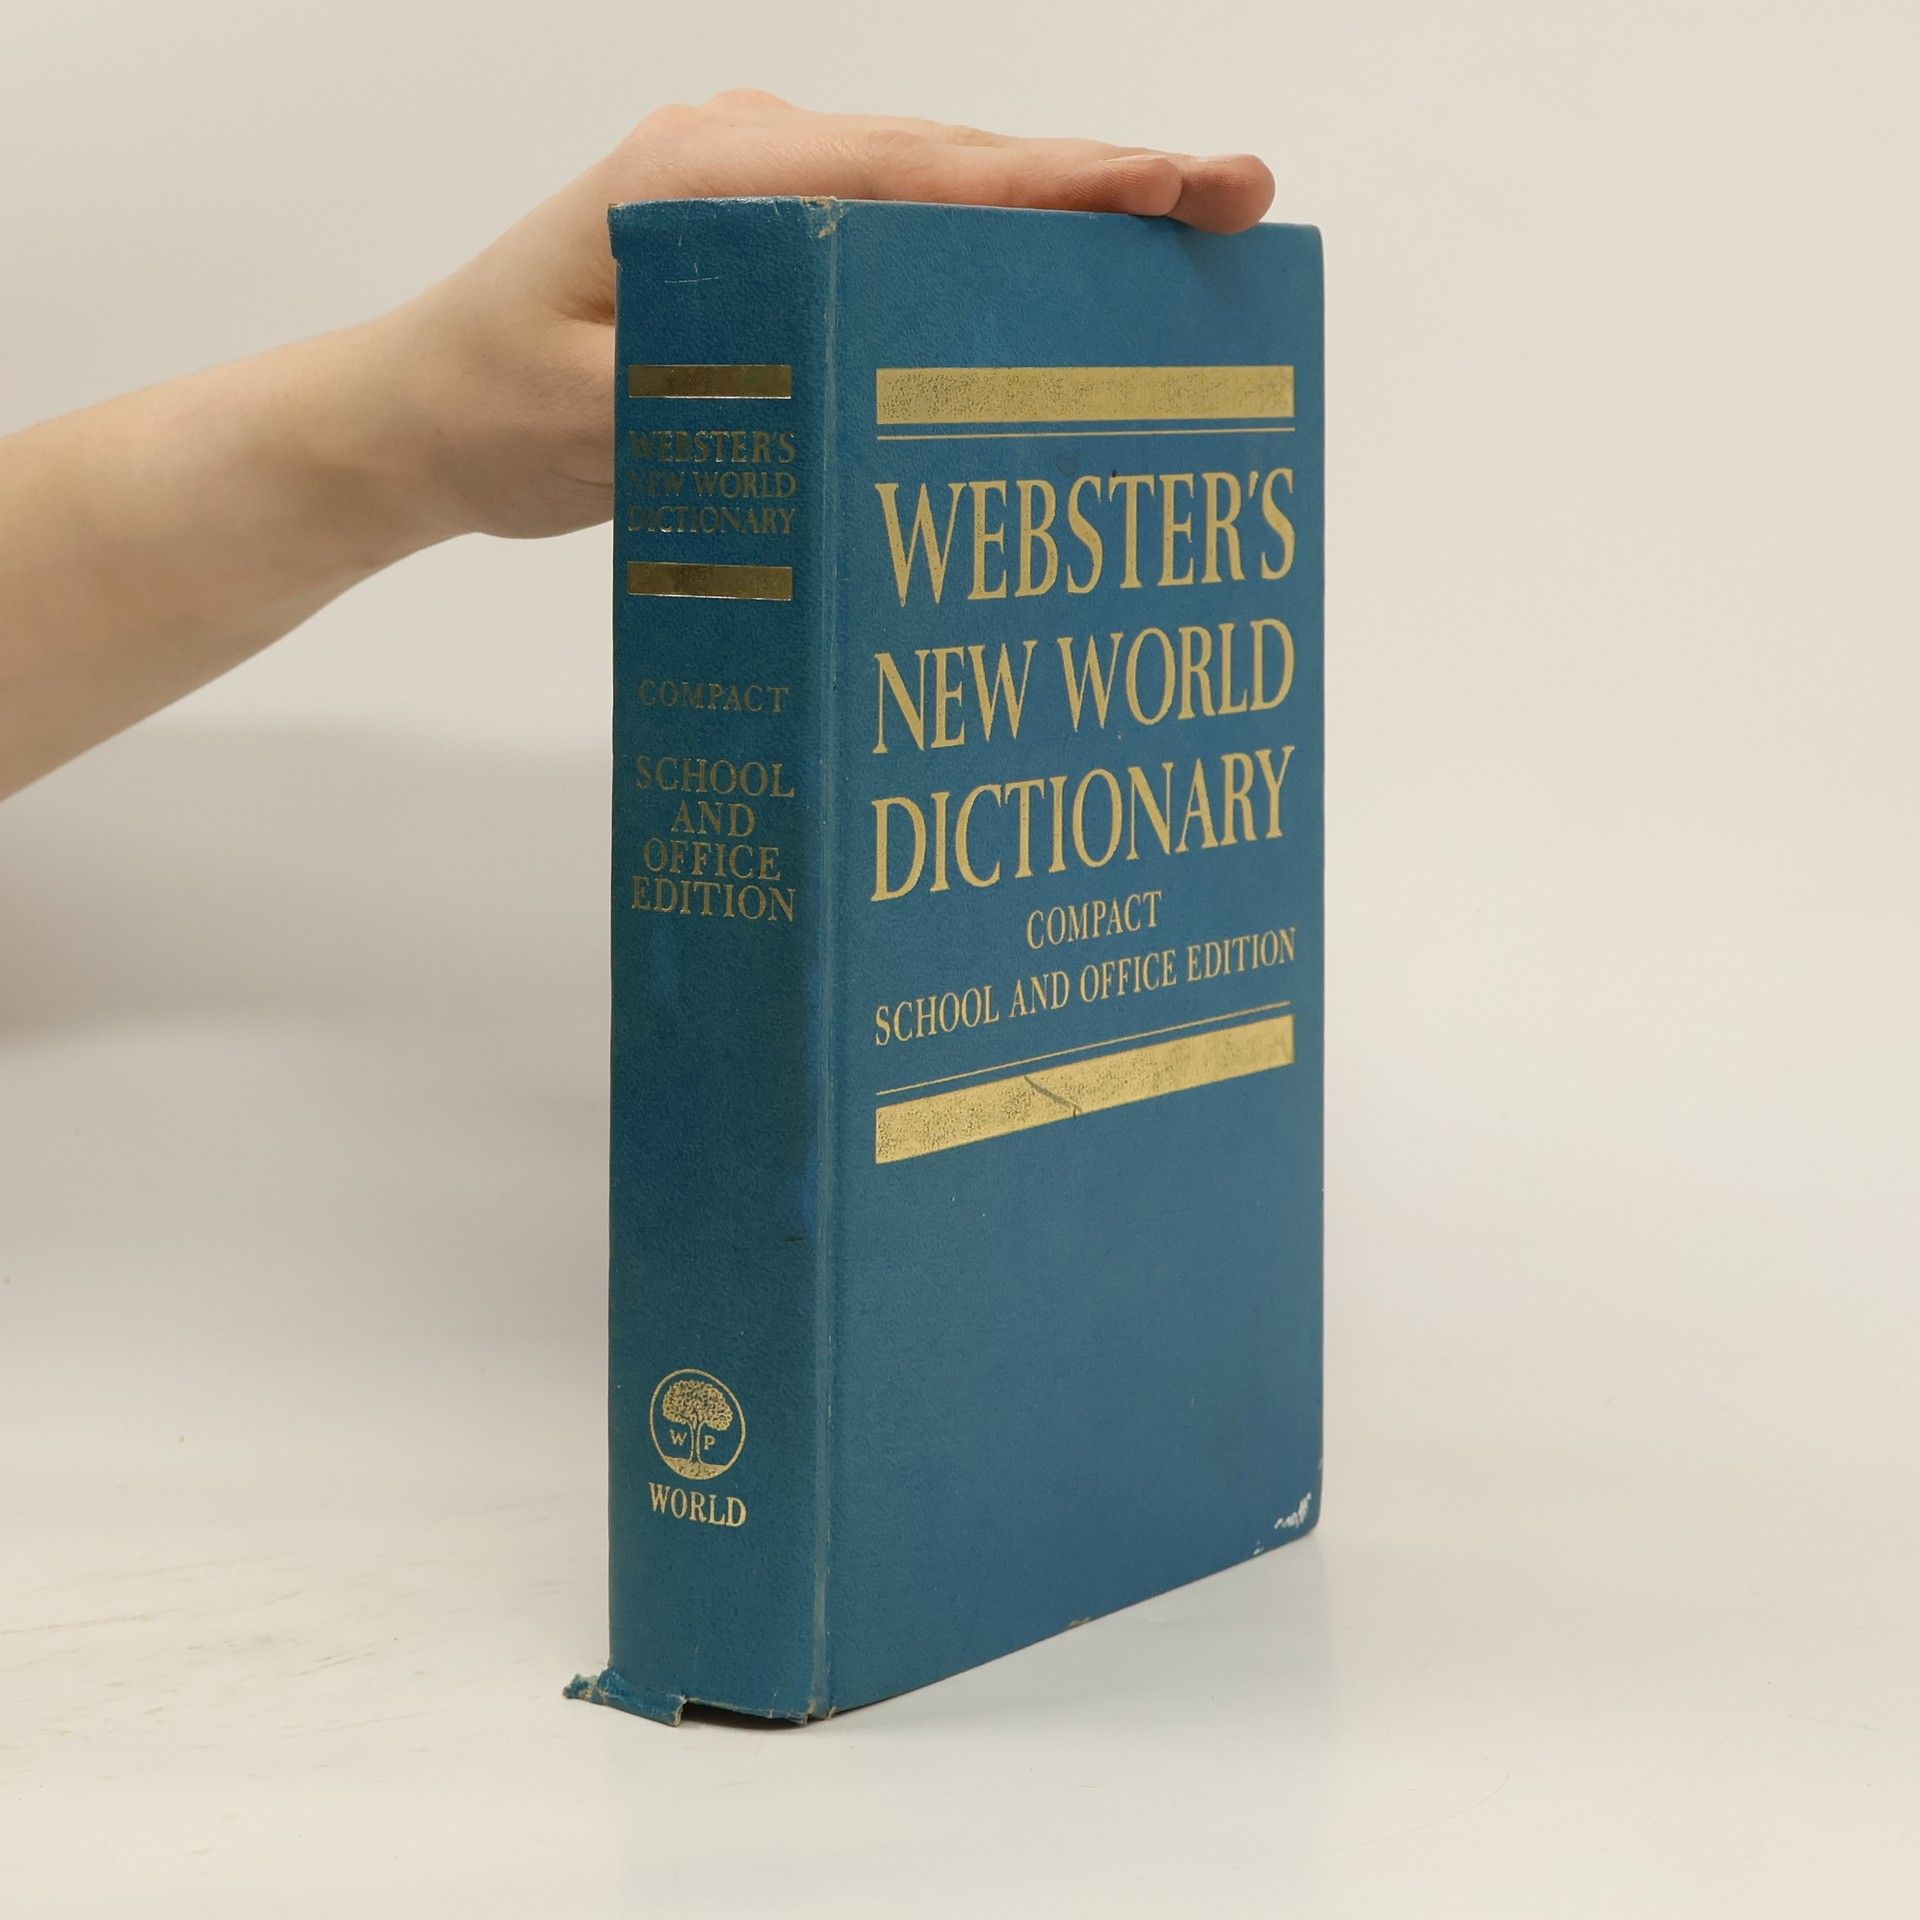 WEBSTER'S
NEW WORLD
DICTIONARY
COMPACT
SCHOOL
AND
OFFICE
EDITION
W P
WORLD
WEBSTER'S
NEW WORLD
DICTIONARY
COMPACT
SCHOOL AND OFFICE EDITION